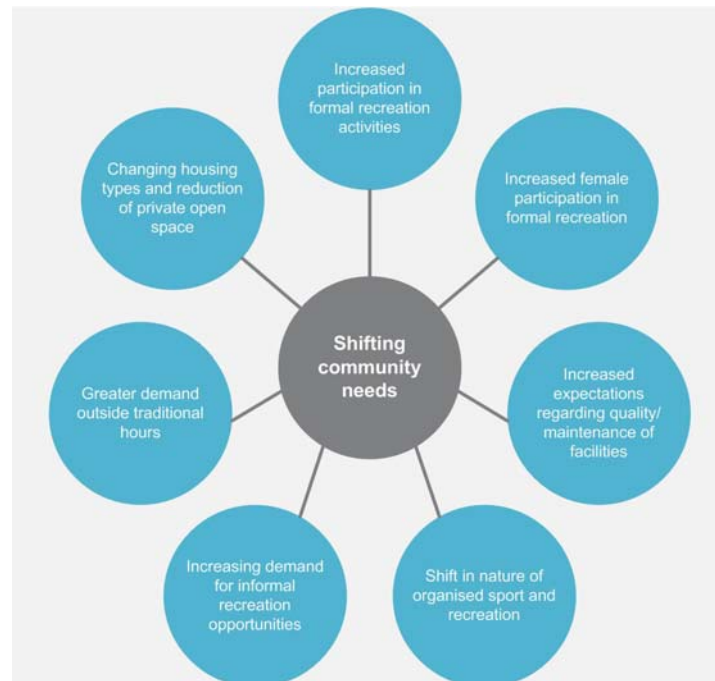 Increased
participation in
formal recreation
activities
Increased female
participation in
formal recreation
Increased
expectations
regarding quality/
maintenance of
facilities
Shift in nature of
organised sport and
recreation
Increasing demand
for informal
recreation
opportunities
Greater demand
outside traditional
hours
Changing housing
types and reduction
of private open
space
Shifting
community
needs